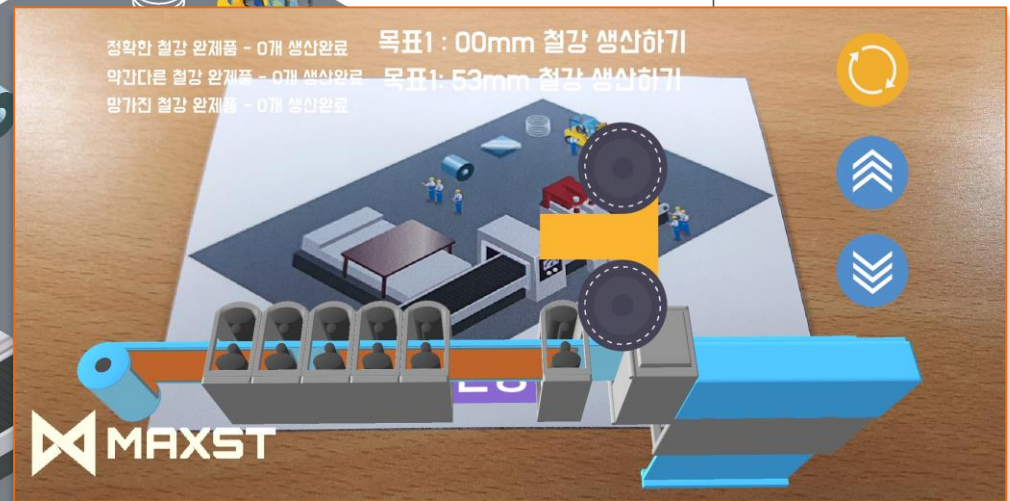 정확한 철강 완제품 - 0개 생산완료
약간다른 철강 완제품 - 0개 생산완료
망가진 철강 완제품 - 0개 생산완료
목표1 : 00mm 철강 생산하기
목표1: 53mm 철강 생산하기
MAXST